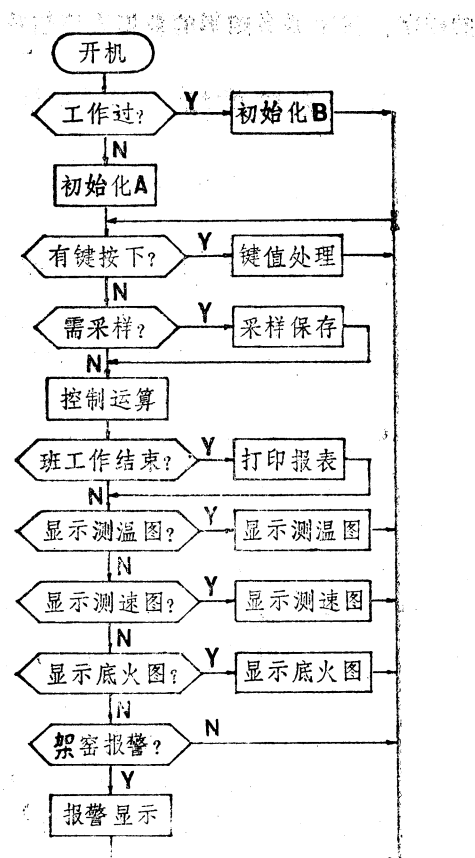 开机
工作过？ Y 初始化B
N
初始化A
有键按下？ Y 键值处理
N
需采样？ Y 采样保存
N
控制运算
班工作结束？ Y 打印报表
N
显示测温图？ Y 显示测温图
N
显示测速图？ Y 显示测速图
N
显示底火图？ Y 显示底火图
N
架窑报警？ N
Y
报警显示